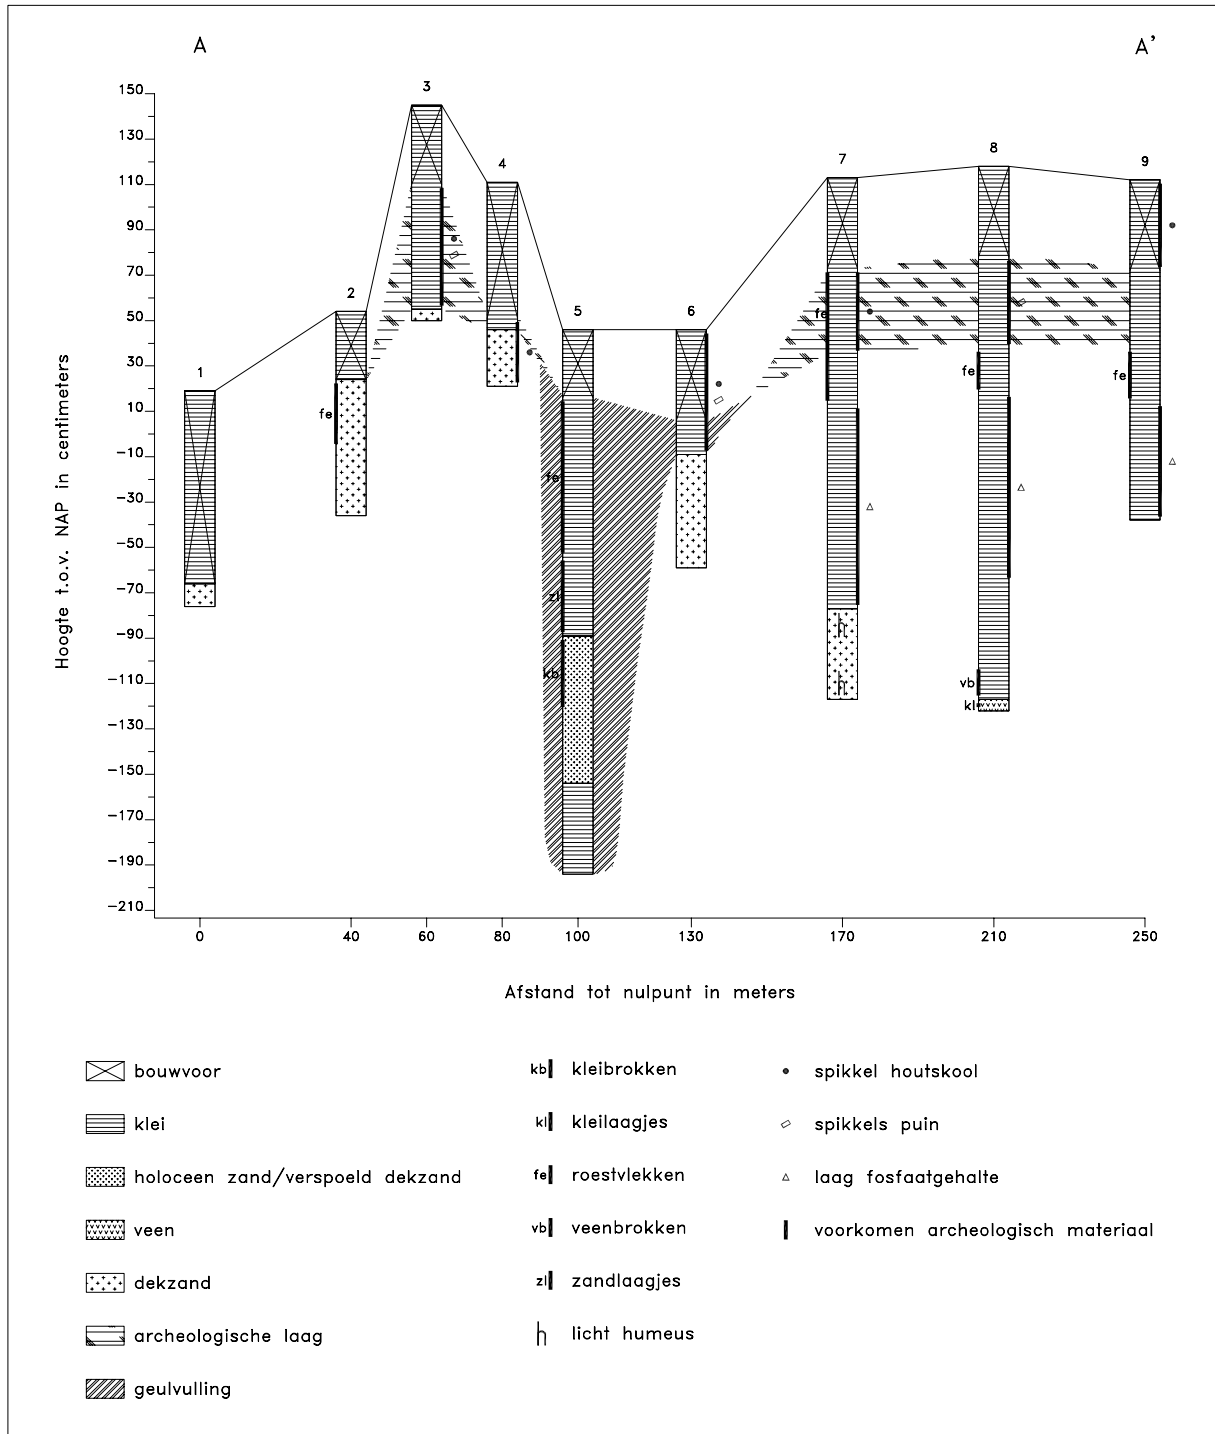 A A'
3
150
130
4
8
7
9
110
90
70
2
fe
50
5
6
30
fe
fe
1
10
fe
-10
fe
-30
-50
zl
-70
h
-90
kb
h
vb
-110
kl
-130
-150
-170
-190
-210
0 40 60 80 100 130 170 210 250
Hoogte t.o.v. NAP in centimeters
Afstand tot nulpunt in meters
bouwvoor
klei
holoceen zand/verspoeld dekzand
veen
dekzand
archeologische laag
geulvulling
kb kleibrokken
kl kleilaagjes
fe roestvlekken
vb veenbrokken
zl zandlaagjes
h licht humeus
spikkel houtskool
spikkels puin
laag fosfaatgehalte
voorkomen archeologisch materiaal